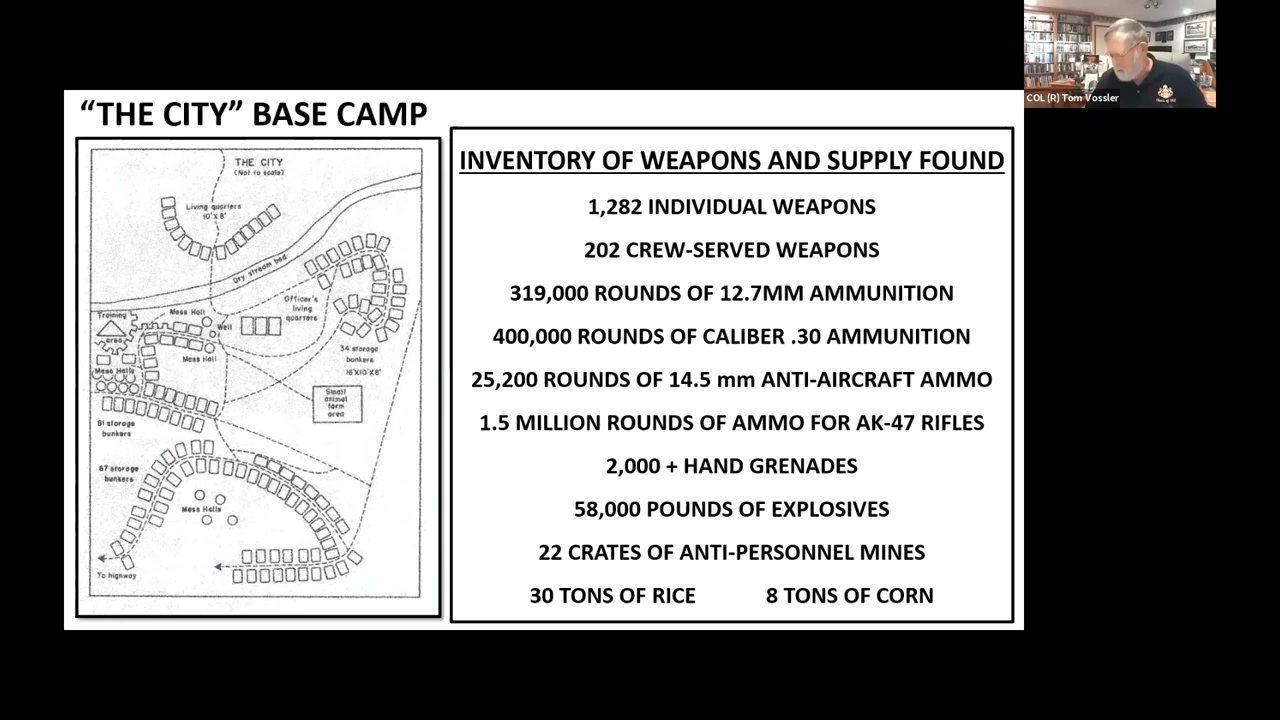 COL (R) Tom Vossler
"THE CITY" BASE CAMP
THE CITY
(Not to scale)
Living quarters
10'X8'
Dry stream bed
Officer's
living
quarters
Mess Hall
Well
Training
area
Mess Hall
34 storage
bunkers
16'X10'X8'
Mess Halls
Small
animal
farm
area
81 storage
bunkers
67 storage
bunkers
Mess Halls
To highway
INVENTORY OF WEAPONS AND SUPPLY FOUND
1,282 INDIVIDUAL WEAPONS
202 CREW-SERVED WEAPONS
319,000 ROUNDS OF 12.7MM AMMUNITION
400,000 ROUNDS OF CALIBER .30 AMMUNITION
25,200 ROUNDS OF 14.5 mm ANTI-AIRCRAFT AMMO
1.5 MILLION ROUNDS OF AMMO FOR AK-47 RIFLES
2,000 + HAND GRENADES
58,000 POUNDS OF EXPLOSIVES
22 CRATES OF ANTI-PERSONNEL MINES
30 TONS OF RICE 8 TONS OF CORN